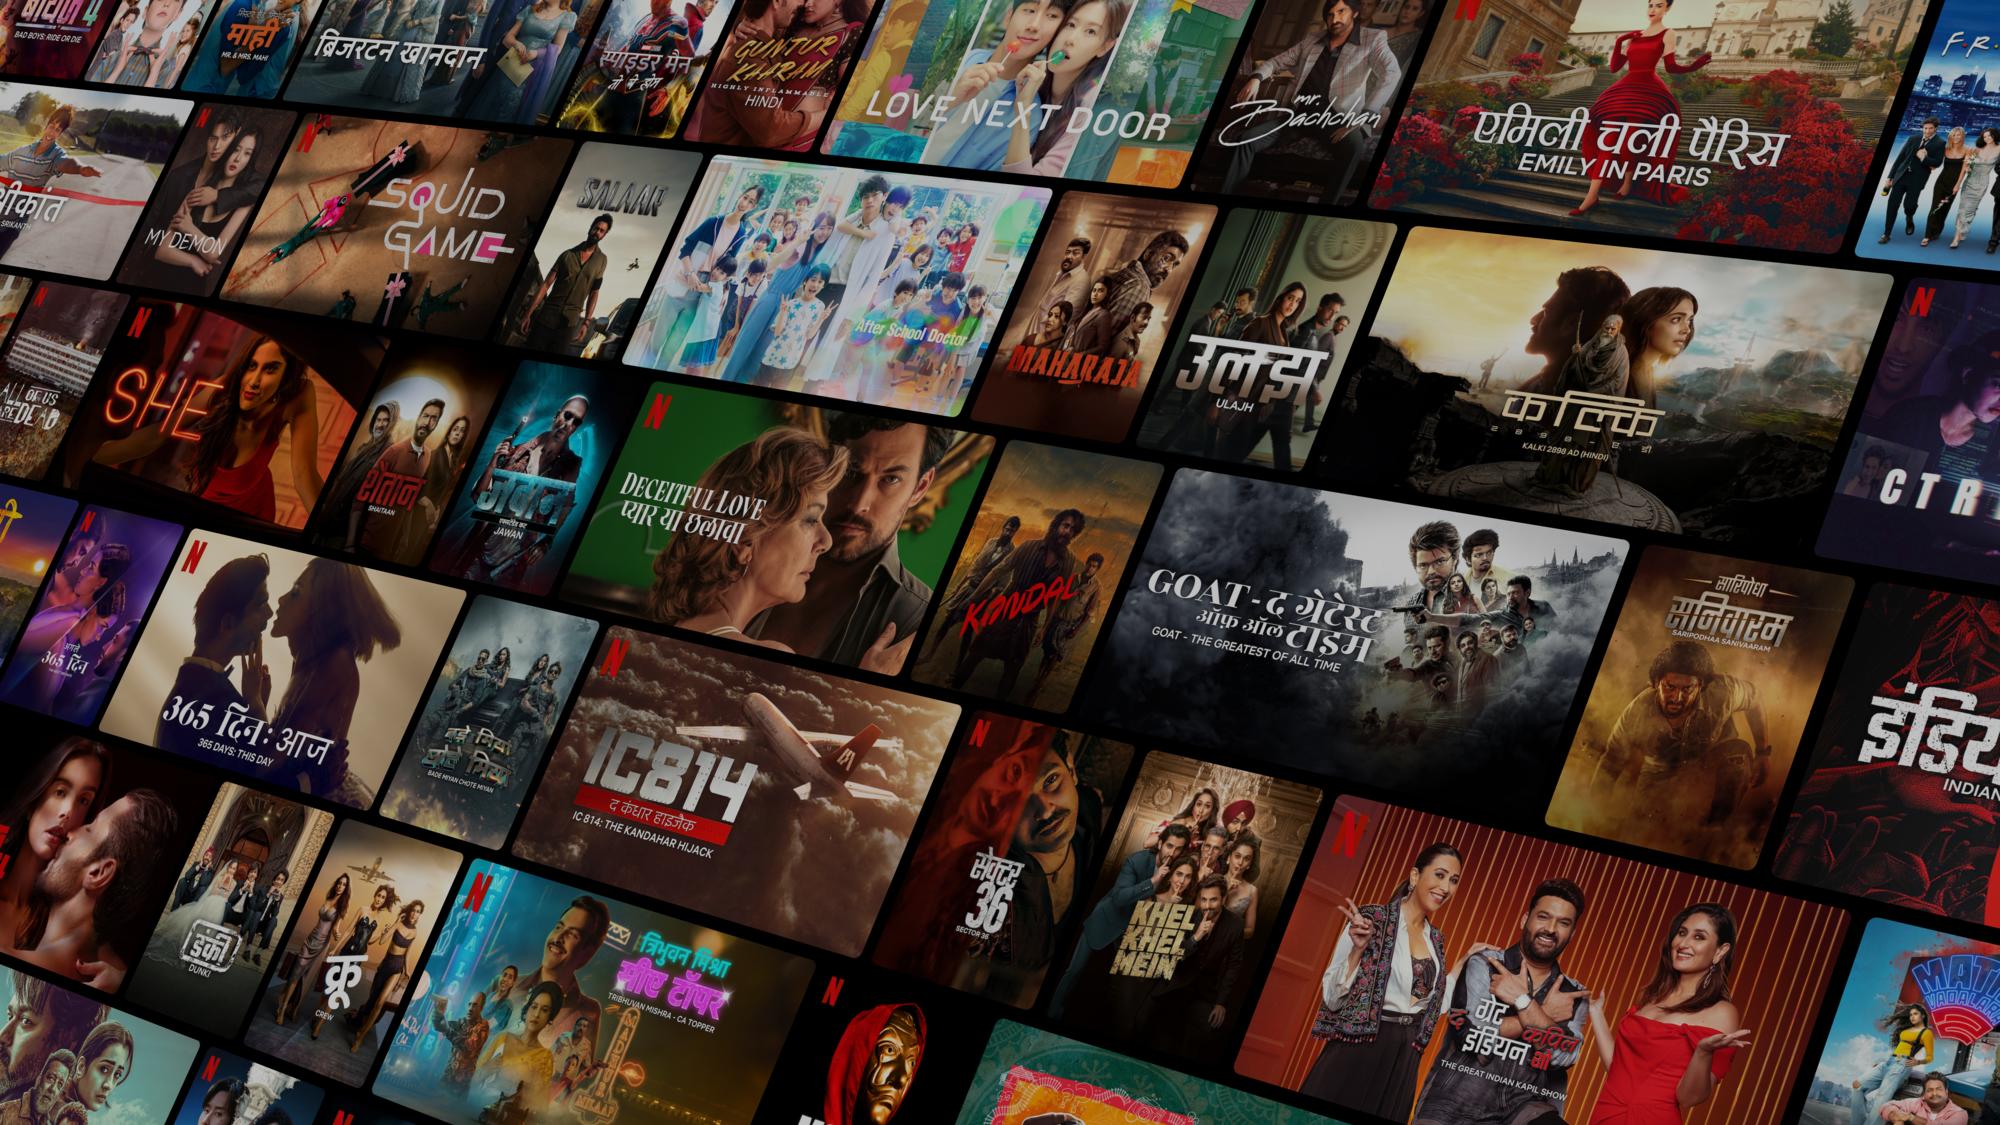 BAD BOYS: RIDE OR DIE
माही
MR. & MRS. MAHI
ब्रिजरटन खानदान
स्पाइडर मैन
नो वे होम
GUNTUR
KAARAM
HIGHLY INFLAMMABLE
HINDI
LOVE NEXT DOOR
mr.
Bachchan
N
एमिली चली पैरिस
EMILY IN PARIS
SRIKANTH
N
MY DEMON
N
SQUID
GAME
SALAAR
After School Doctor
MAHARAJA
उलझ
ULAJH
कल्कि
KALKI 2898 AD (HINDI)
N
CTR
N
ALL OF US
ARE DEAD
N
SHE
शैतान
SHAITAAN
जवान
JAWAN
N
DECEITFUL LOVE
प्यार या छलावा
KONDAL
GOAT - द ग्रेटेस्ट
ऑफ़ ऑल टाइम
GOAT - THE GREATEST OF ALL TIME
सारिपोधा
सनिवारम
SARIPODHAA SANIVAARAM
इंडिय
INDIAN
N
365 दिन
N
365 दिन: आज
365 DAYS: THIS DAY
बड़े मियां
छोटे मियां
BADE MIYAN CHOTE MIYAN
N
IC814
द कंधार हाइजैक
IC 814: THE KANDAHAR HIJACK
N
सेक्टर
36
SECTOR 36
KHEL
KHEL
MEIN
N
द ग्रेट
इंडियन कपिल
शो
THE GREAT INDIAN KAPIL SHOW
डंकी
DUNKI
क्रू
CREW
N
त्रिभुवन मिश्रा
सीए टॉपर
TRIBHUVAN MISHRA - CA TOPPER
N
N
N